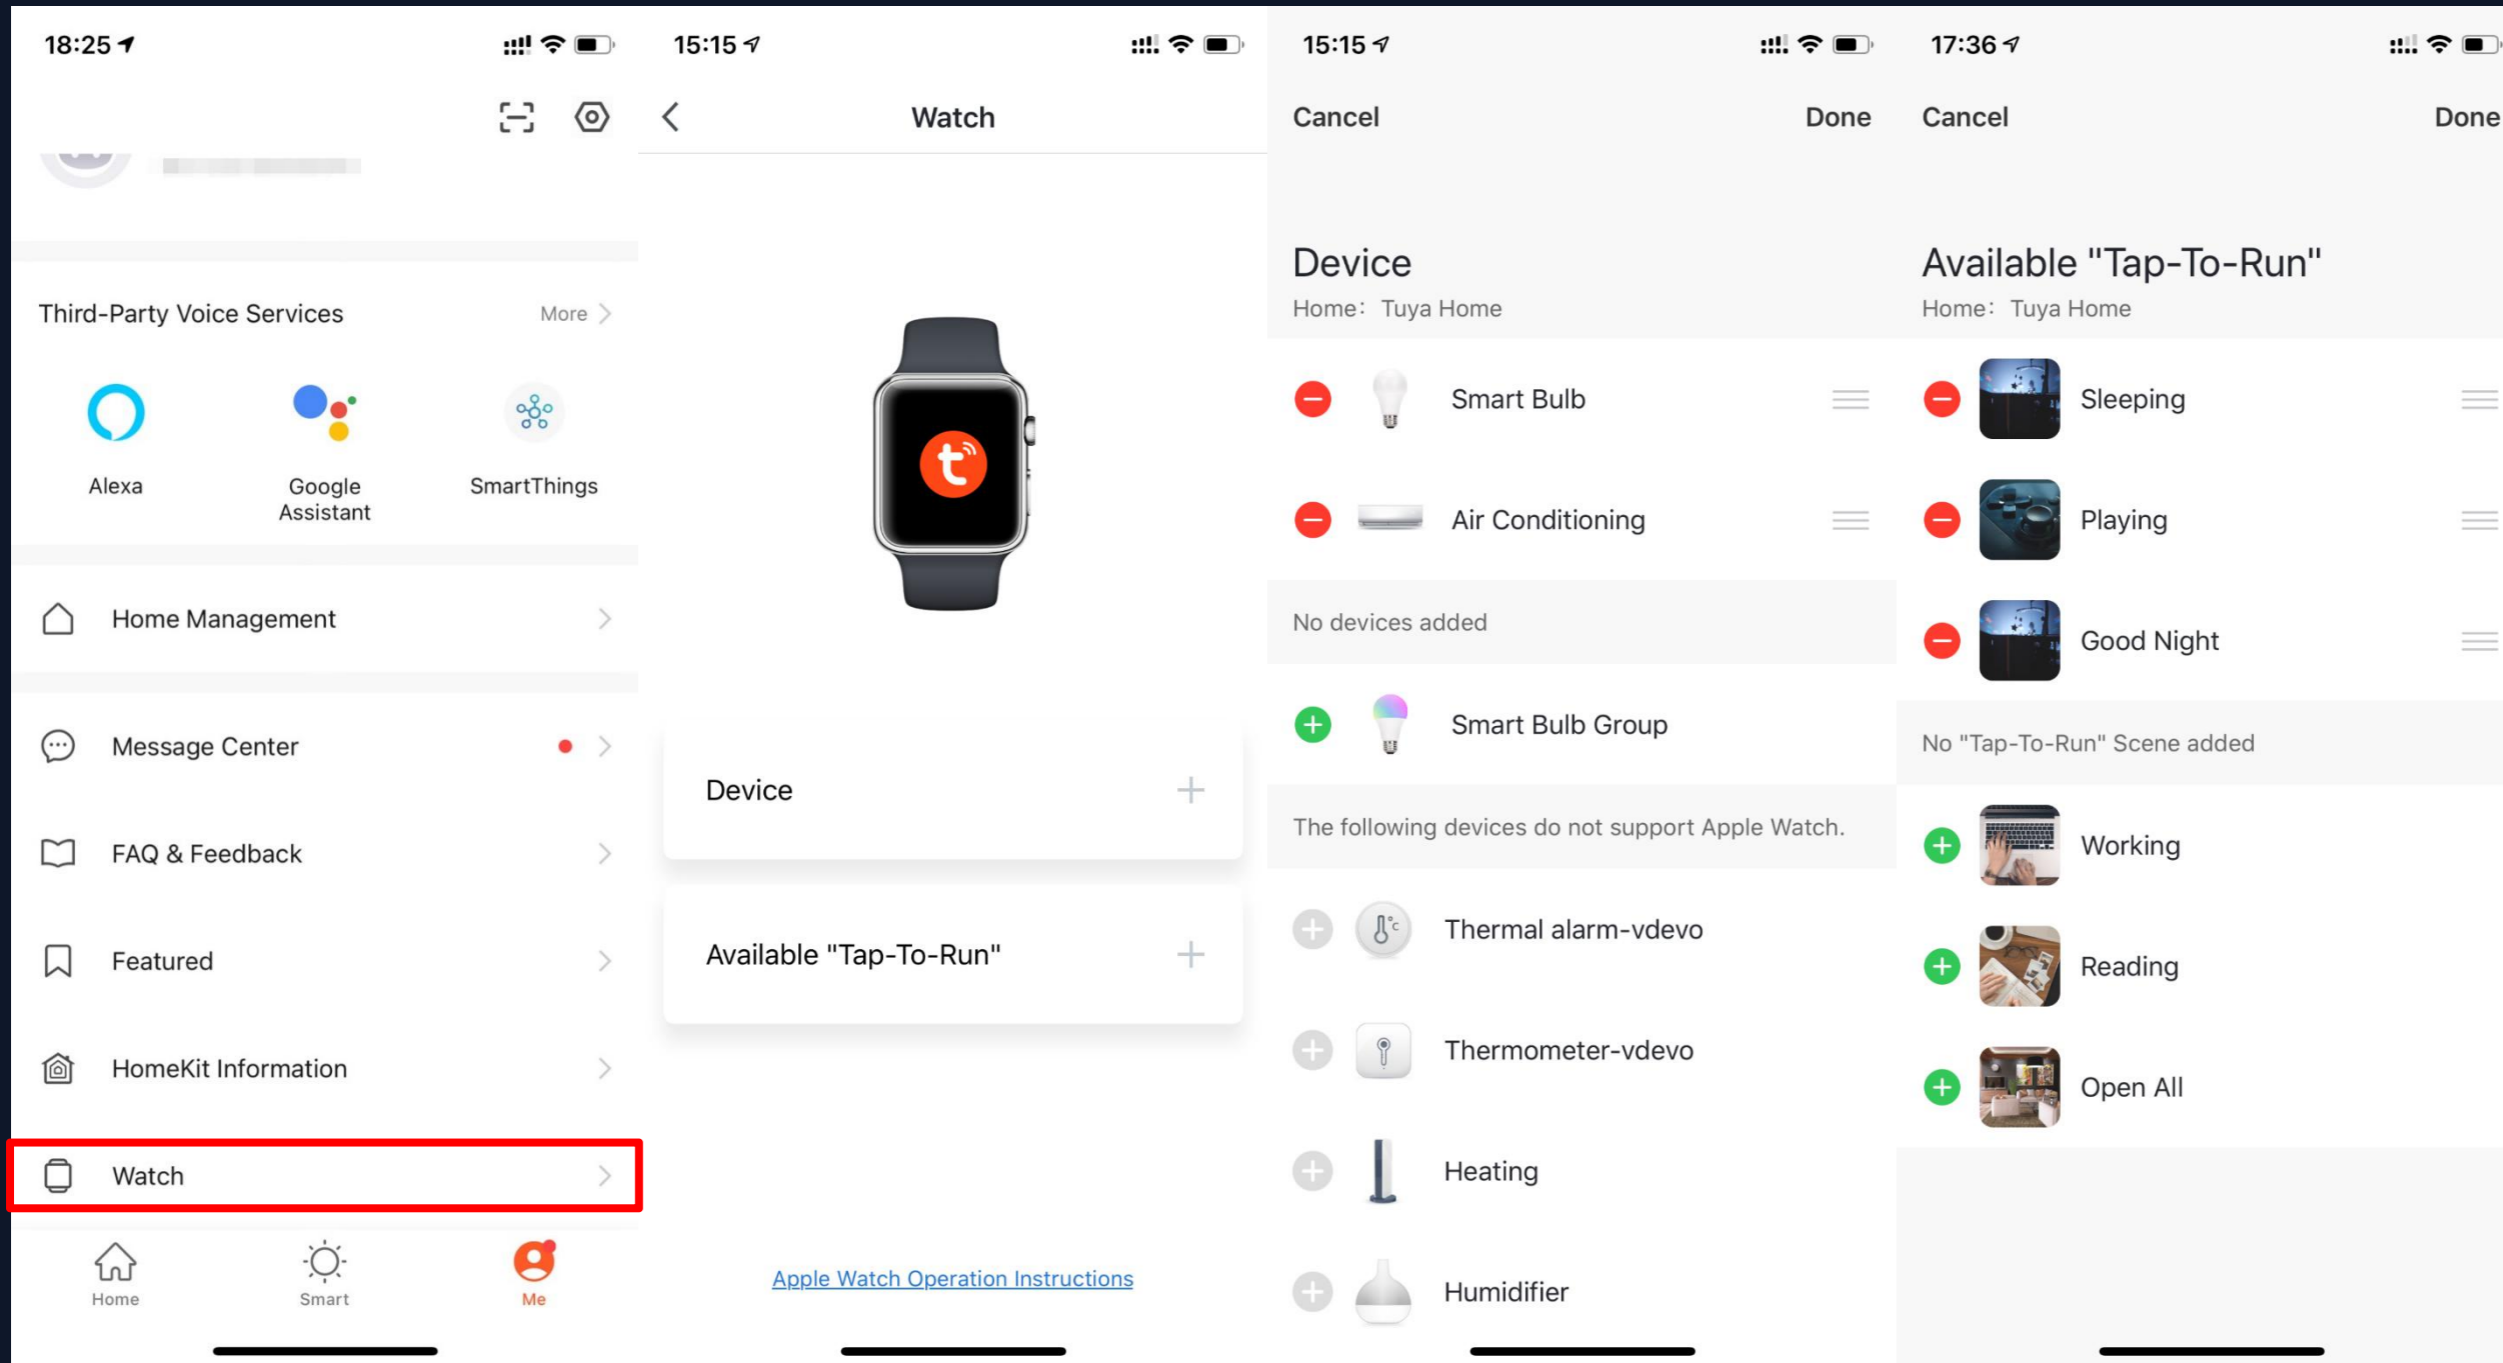 18:25
Third-Party Voice Services
More
Alexa
Google
Assistant
SmartThings
Home Management
Message Center
FAQ & Feedback
Featured
HomeKit Information
Watch
Home
Smart
Me
15:15
Watch
Device
Available "Tap-To-Run"
Apple Watch Operation Instructions
15:15
Cancel
Done
Device
Home: Tuya Home
Smart Bulb
Air Conditioning
No devices added
Smart Bulb Group
The following devices do not support Apple Watch.
Thermal alarm-vdevo
Thermometer-vdevo
Heating
Humidifier
17:36
Cancel
Done
Available "Tap-To-Run"
Home: Tuya Home
Sleeping
Playing
Good Night
No "Tap-To-Run" Scene added
Working
Reading
Open All